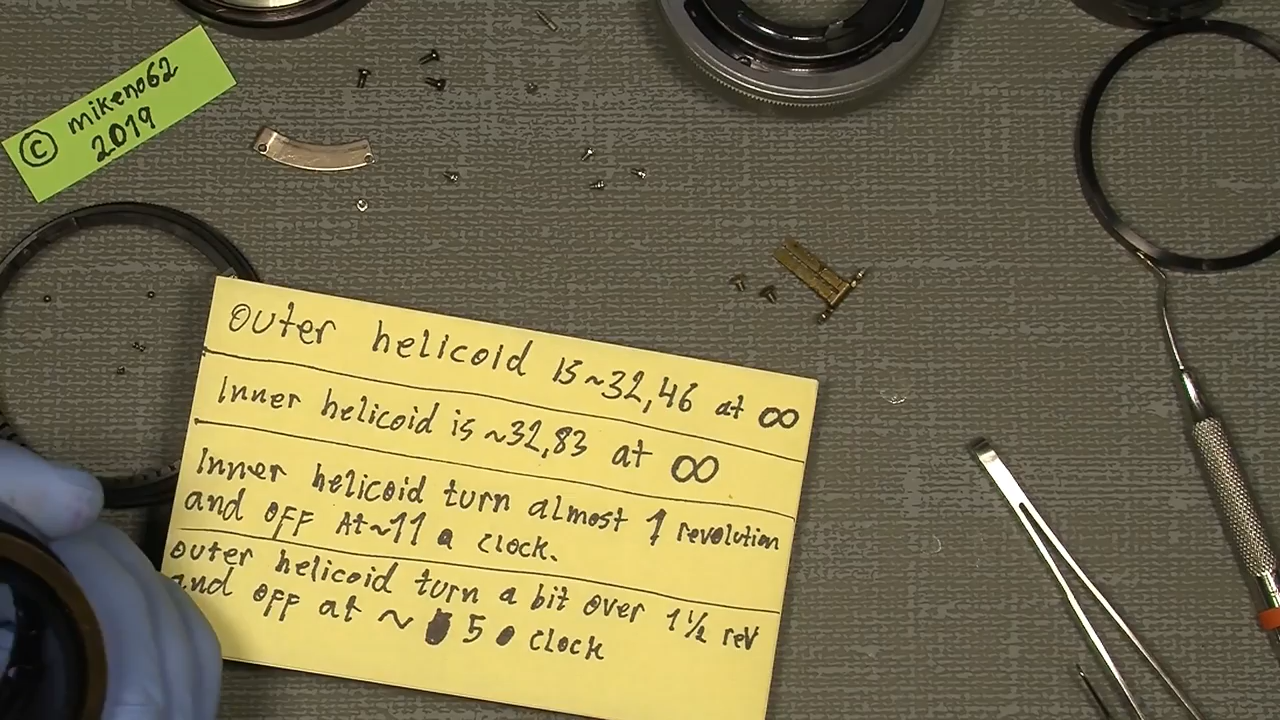 © mikeno62
2019
Outer helicoid is ~32,46 at ∞
Inner helicoid is ~32,83 at ∞
Inner helicoid turn almost 1 revolution
and off At ~11 a clock.
outer helicoid turn a bit over 1½ rev
and off at ~ 5 o clock